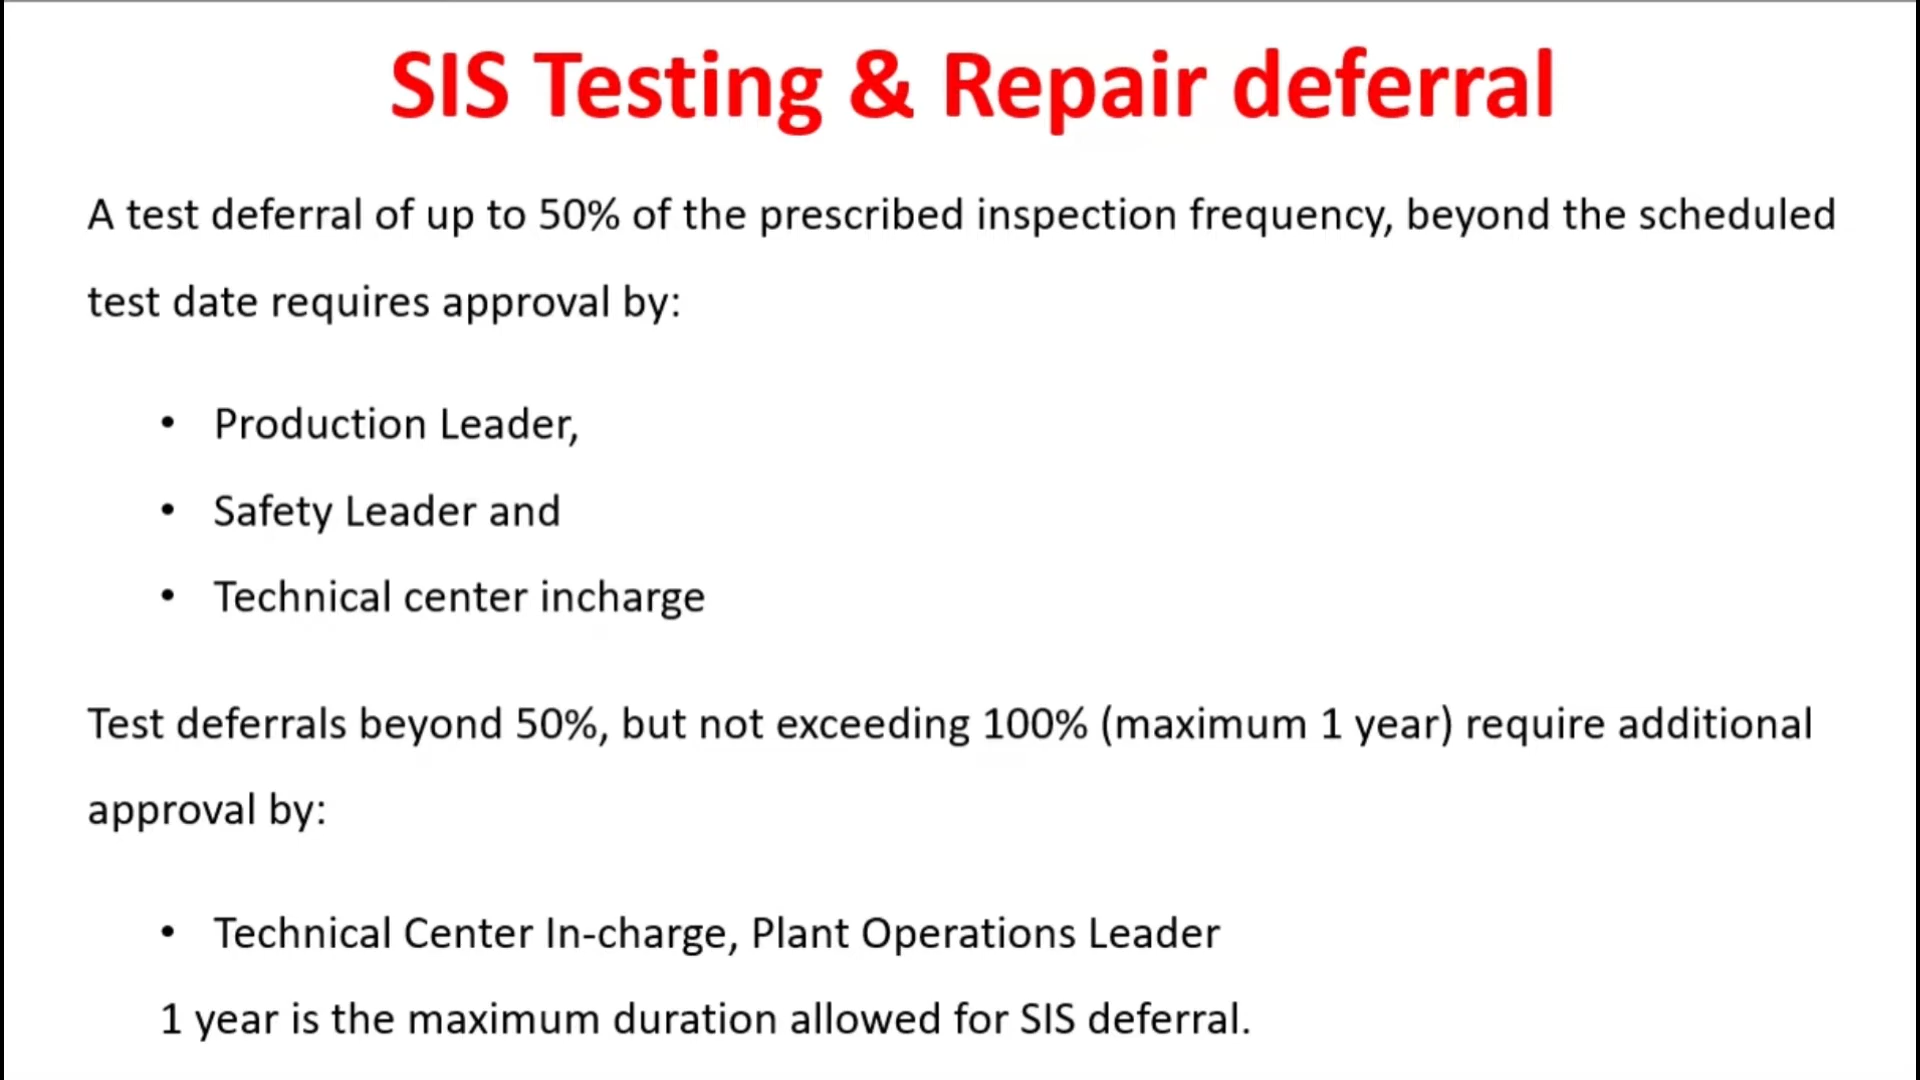 SIS Testing & Repair deferral
A test deferral of up to 50% of the prescribed inspection frequency, beyond the scheduled
test date requires approval by:
• Production Leader,
• Safety Leader and
• Technical center incharge
Test deferrals beyond 50%, but not exceeding 100% (maximum 1 year) require additional
approval by:
• Technical Center In-charge, Plant Operations Leader
1 year is the maximum duration allowed for SIS deferral.